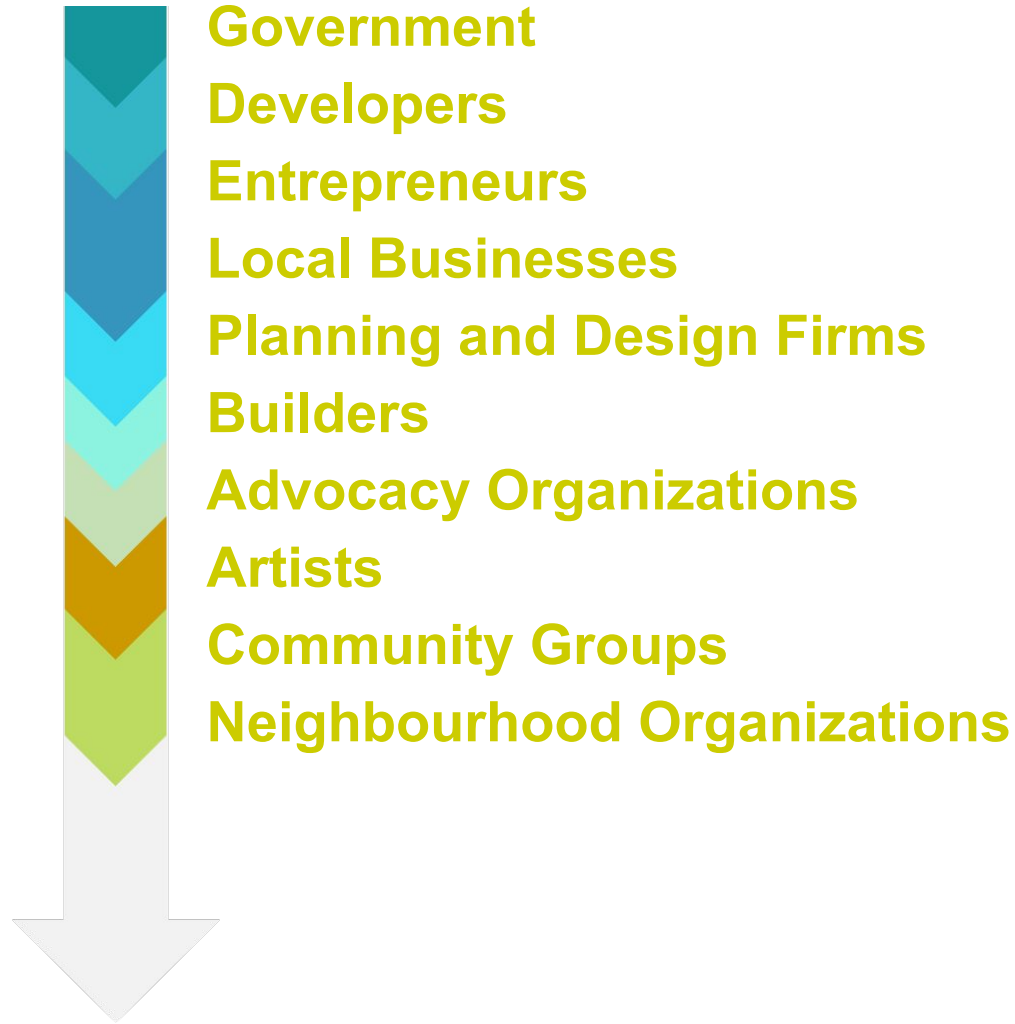 Government
Developers
Entrepreneurs
Local Businesses
Planning and Design Firms
Builders
Advocacy Organizations
Artists
Community Groups
Neighbourhood Organizations